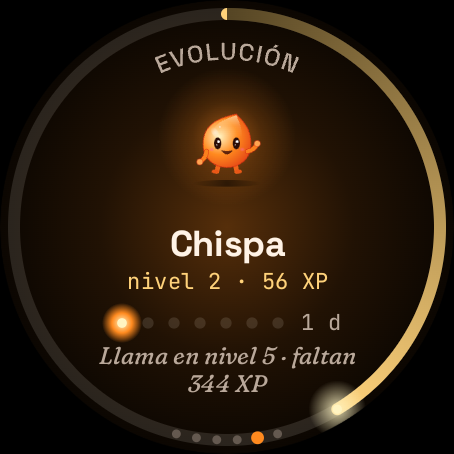 EVOLUCIÓN
Chispa
nivel 2 · 56 XP
1 d
Llama en nivel 5 · faltan
344 XP